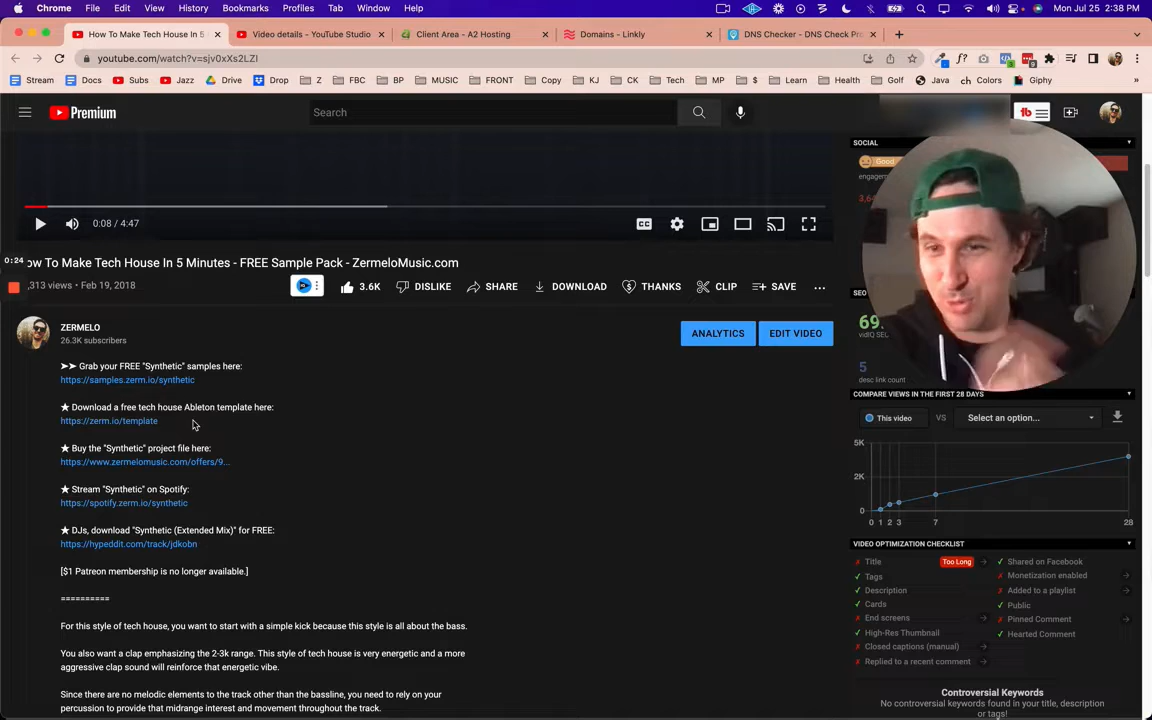 Chrome File Edit View History Bookmarks Profiles Tab Window Help Mon Jul 25 2:38 PM
How To Make Tech House In 5 Video details - YouTube Studio Client Area - A2 Hosting Domains - Linkly DNS Checker - DNS Check Pro
youtube.com/watch?v=sjv0xXs2LZI
Stream Docs Subs Jazz Drive Drop Z FBC BP MUSIC FRONT Copy KJ CK Tech MP $ Learn Health Golf Java ch Colors Giphy
Premium
Search
tb
SOCIAL
Good
engagem
3,6
0:08 / 4:47
CC
0:24
ow To Make Tech House In 5 Minutes - FREE Sample Pack - ZermeloMusic.com
,313 views • Feb 19, 2018
3.6K DISLIKE SHARE DOWNLOAD THANKS CLIP SAVE
SEO
69.
vidIQ SEO
5
desc link count
ZERMELO
26.3K subscribers
ANALYTICS EDIT VIDEO
➤➤ Grab your FREE "Synthetic" samples here:
https://samples.zerm.io/synthetic
★ Download a free tech house Ableton template here:
https://zerm.io/template
★ Buy the "Synthetic" project file here:
https://www.zermelomusic.com/offers/9...
★ Stream "Synthetic" on Spotify:
https://spotify.zerm.io/synthetic
★ DJs, download "Synthetic (Extended Mix)" for FREE:
https://hypeddit.com/track/jdkobn
[$1 Patreon membership is no longer available.]
==========
For this style of tech house, you want to start with a simple kick because this style is all about the bass.
You also want a clap emphasizing the 2-3k range. This style of tech house is very energetic and a more
aggressive clap sound will reinforce that energetic vibe.
Since there are no melodic elements to the track other than the bassline, you need to rely on your
percussion to provide that midrange interest and movement throughout the track.
COMPARE VIEWS IN THE FIRST 28 DAYS
This video VS Select an option...
5K
2K
0
0 1 2 3 7 28
VIDEO OPTIMIZATION CHECKLIST
Title Too Long
Tags
Description
Cards
End screens
High-Res Thumbnail
Closed captions (manual)
Replied to a recent comment
Shared on Facebook
Monetization enabled
Added to a playlist
Public
Pinned Comment
Hearted Comment
Controversial Keywords
No controversial keywords found in your title, description
or tags!